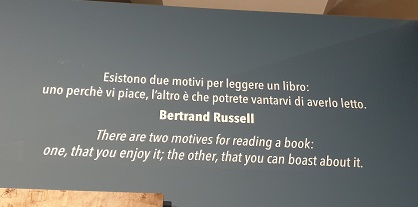 Esistono due motivi per leggere un libro:
uno perchè vi piace, l'altro è che potrete vantarvi di averlo letto.
Bertrand Russell
There are two motives for reading a book:
one, that you enjoy it; the other, that you can boast about it.